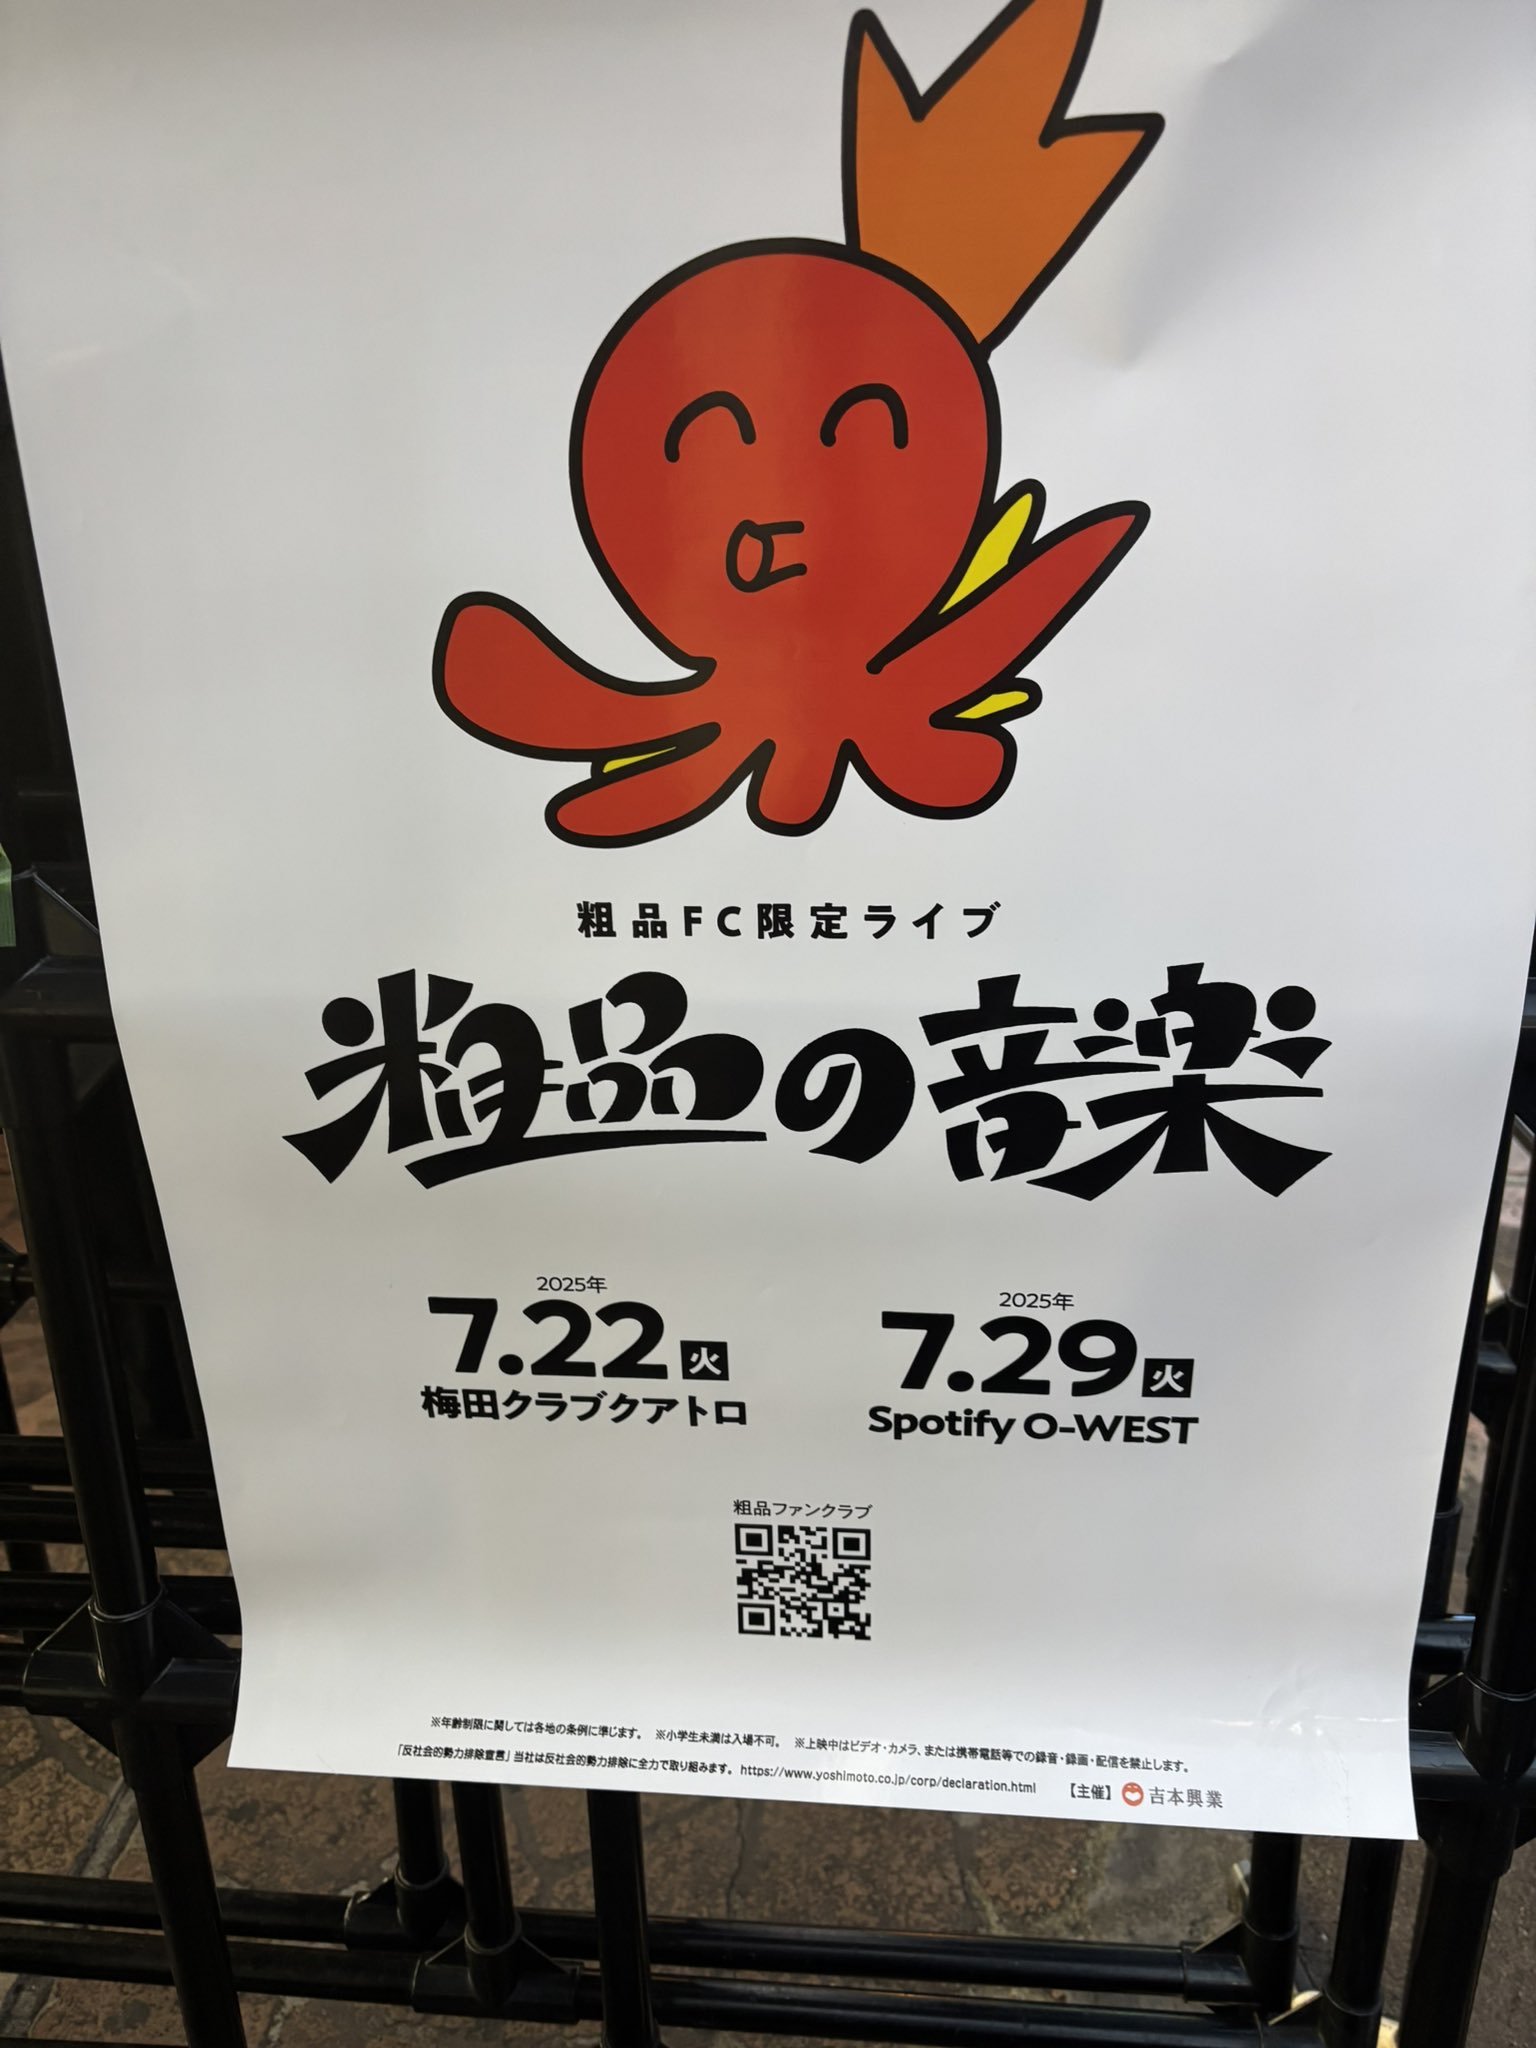 粗品FC限定ライブ
粗品の音楽
2025年
7.22 火
梅田クラブクアトロ
2025年
7.29 火
Spotify O-WEST
粗品ファンクラブ
※年齢制限に関しては各地の条例に準じます。 ※小学生未満は入場不可。 ※上映中はビデオ・カメラ、または携帯電話等での録音・録画・配信を禁止します。
「反社会的勢力排除宣言」当社は反社会的勢力排除に全力で取り組みます。https://www.yoshimoto.co.jp/corp/declaration.html 【主催】 吉本興業